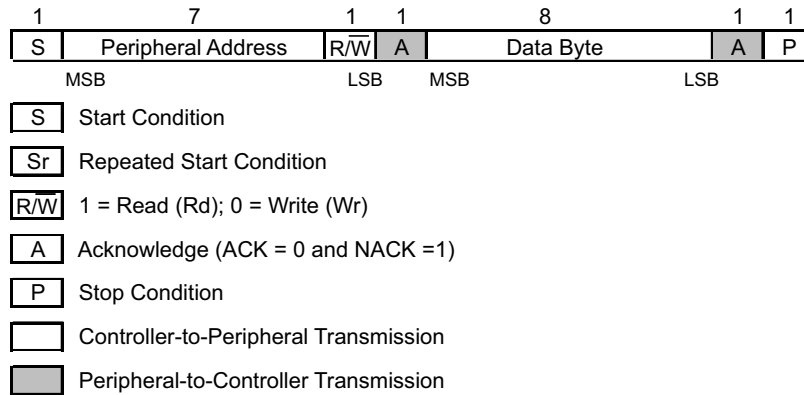 1 7 1 1 8 1 1
S Peripheral Address R/W̅ A Data Byte A P
MSB LSB MSB LSB
S Start Condition
Sr Repeated Start Condition
R/W̅ 1 = Read (Rd); 0 = Write (Wr)
A Acknowledge (ACK = 0 and NACK =1)
P Stop Condition
Controller-to-Peripheral Transmission
Peripheral-to-Controller Transmission